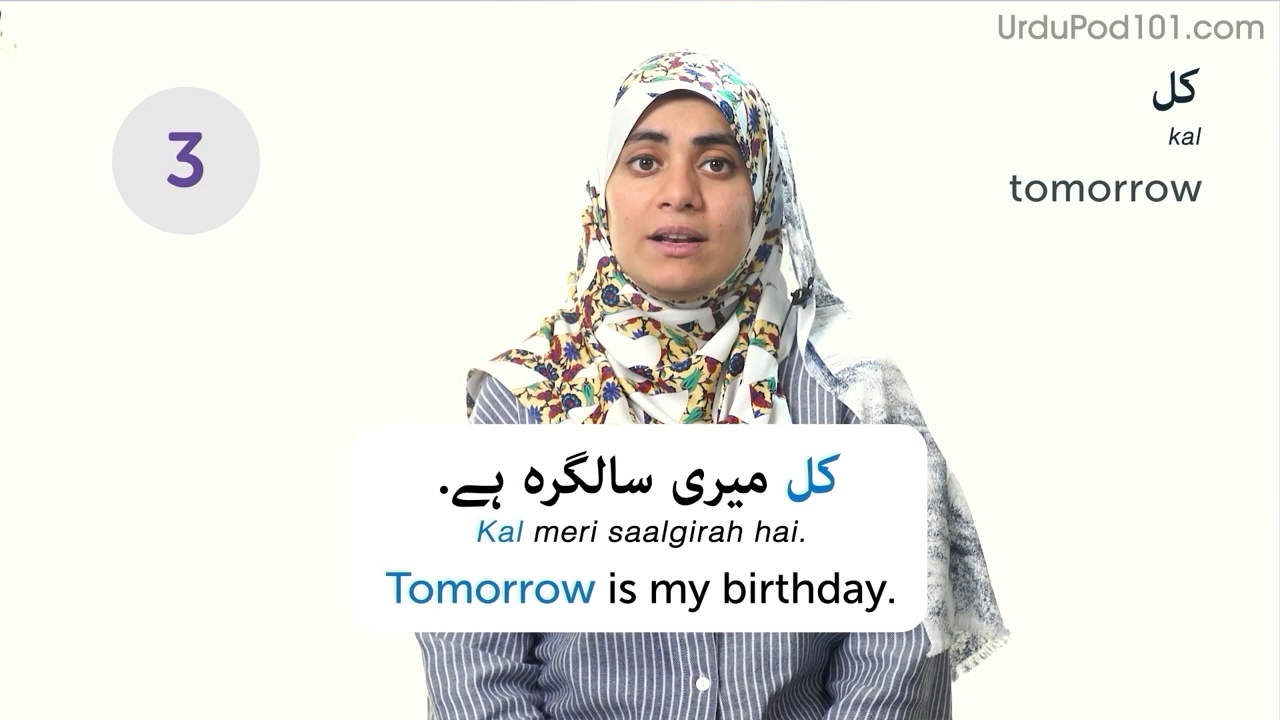 UrduPod101.com
3
کل
kal
tomorrow
کل میری سالگرہ ہے.
Kal meri saalgirah hai.
Tomorrow is my birthday.